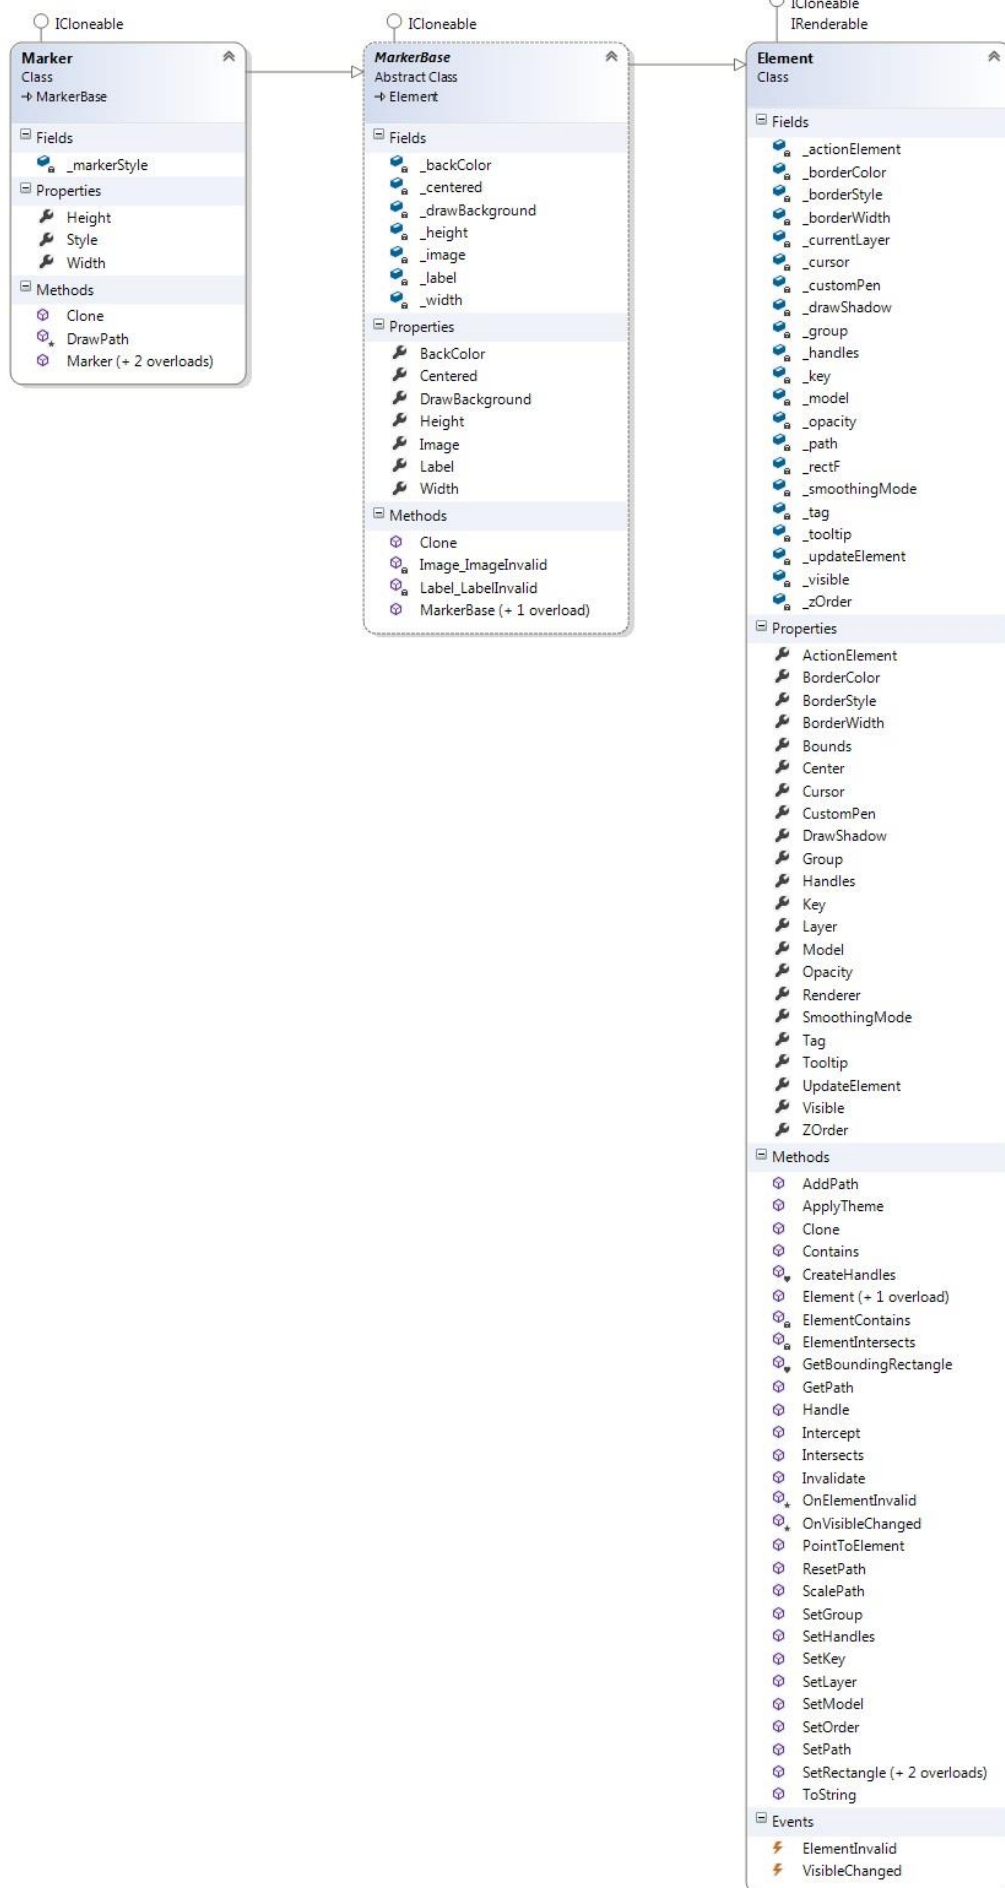 ICloneable
Marker
Class
MarkerBase
Fields
_markerStyle
Properties
Height
Style
Width
Methods
Clone
DrawPath
Marker (+ 2 overloads)
ICloneable
MarkerBase
Abstract Class
Element
Fields
_backColor
_centered
_drawBackground
_height
_image
_label
_width
Properties
BackColor
Centered
DrawBackground
Height
Image
Label
Width
Methods
Clone
Image_ImageInvalid
Label_LabelInvalid
MarkerBase (+ 1 overload)
ICloneable
IRenderable
Element
Class
Fields
_actionElement
_borderColor
_borderStyle
_borderWidth
_currentLayer
_cursor
_customPen
_drawShadow
_group
_handles
_key
_model
_opacity
_path
_rectF
_smoothingMode
_tag
_tooltip
_updateElement
_visible
_zOrder
Properties
ActionElement
BorderColor
BorderStyle
BorderWidth
Bounds
Center
Cursor
CustomPen
DrawShadow
Group
Handles
Key
Layer
Model
Opacity
Renderer
SmoothingMode
Tag
Tooltip
UpdateElement
Visible
ZOrder
Methods
AddPath
ApplyTheme
Clone
Contains
CreateHandles
Element (+ 1 overload)
ElementContains
ElementIntersects
GetBoundingRectangle
GetPath
Handle
Intercept
Intersects
Invalidate
OnElementInvalid
OnVisibleChanged
PointToElement
ResetPath
ScalePath
SetGroup
SetHandles
SetKey
SetLayer
SetModel
SetOrder
SetPath
SetRectangle (+ 2 overloads)
ToString
Events
ElementInvalid
VisibleChanged